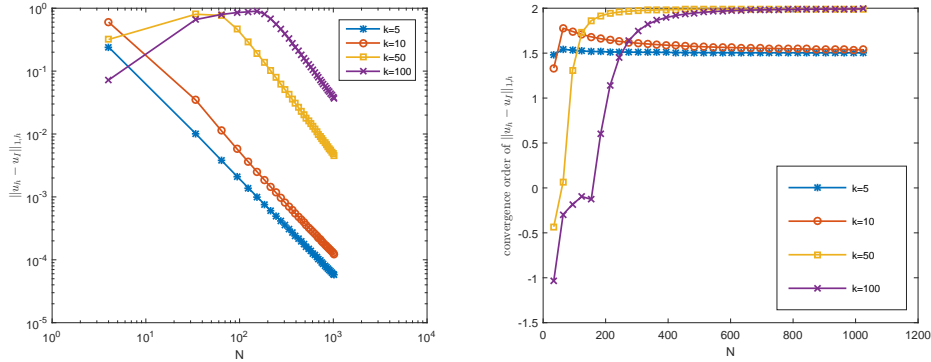 10^0
10^-1
10^-2
10^-3
10^-4
10^-5
10^0 10^1 10^2 10^3 10^4
N
||u_h − u_I||_{1,h}
k=5
k=10
k=50
k=100
2
1.5
1
0.5
0
-0.5
-1
-1.5
0 200 400 600 800 1000 1200
N
convergence order of ||u_h − u_I||_{1,h}
k=5
k=10
k=50
k=100